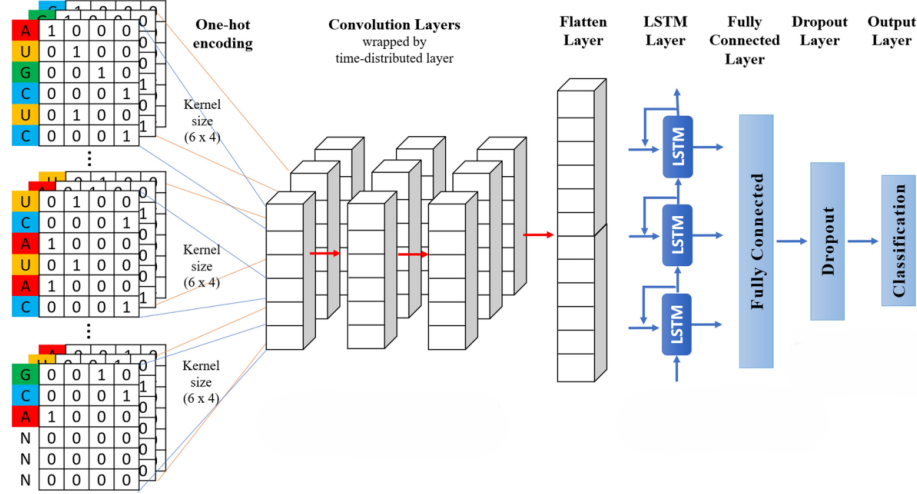 One-hot
encoding
Convolution Layers
wrapped by
time-distributed layer
Flatten
Layer
LSTM
Layer
Fully
Connected
Layer
Dropout
Layer
Output
Layer
A 1 0 0 0
U 0 1 0 0
G 0 0 1 0
C 0 0 0 1
U 0 1 0 0
C 0 0 0 1
...
Kernel
size
(6 x 4)
U 0 1 0 0
C 0 0 0 1
A 1 0 0 0
U 0 1 0 0
A 1 0 0 0
C 0 0 0 1
...
Kernel
size
(6 x 4)
G 0 0 1 0
C 0 0 0 1
A 1 0 0 0
N 0 0 0 0
N 0 0 0 0
N 0 0 0 0
Kernel
size
(6 x 4)
LSTM
LSTM
LSTM
Fully Connected
Dropout
Classification